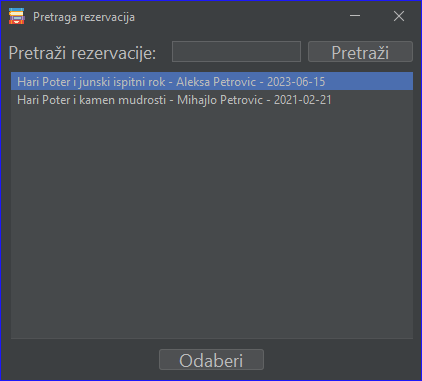 Pretraga rezervacija
Pretraži rezervacije:
Pretraži
Hari Poter i junski ispitni rok - Aleksa Petrovic - 2023-06-15
Hari Poter i kamen mudrosti - Mihajlo Petrovic - 2021-02-21
Odaberi